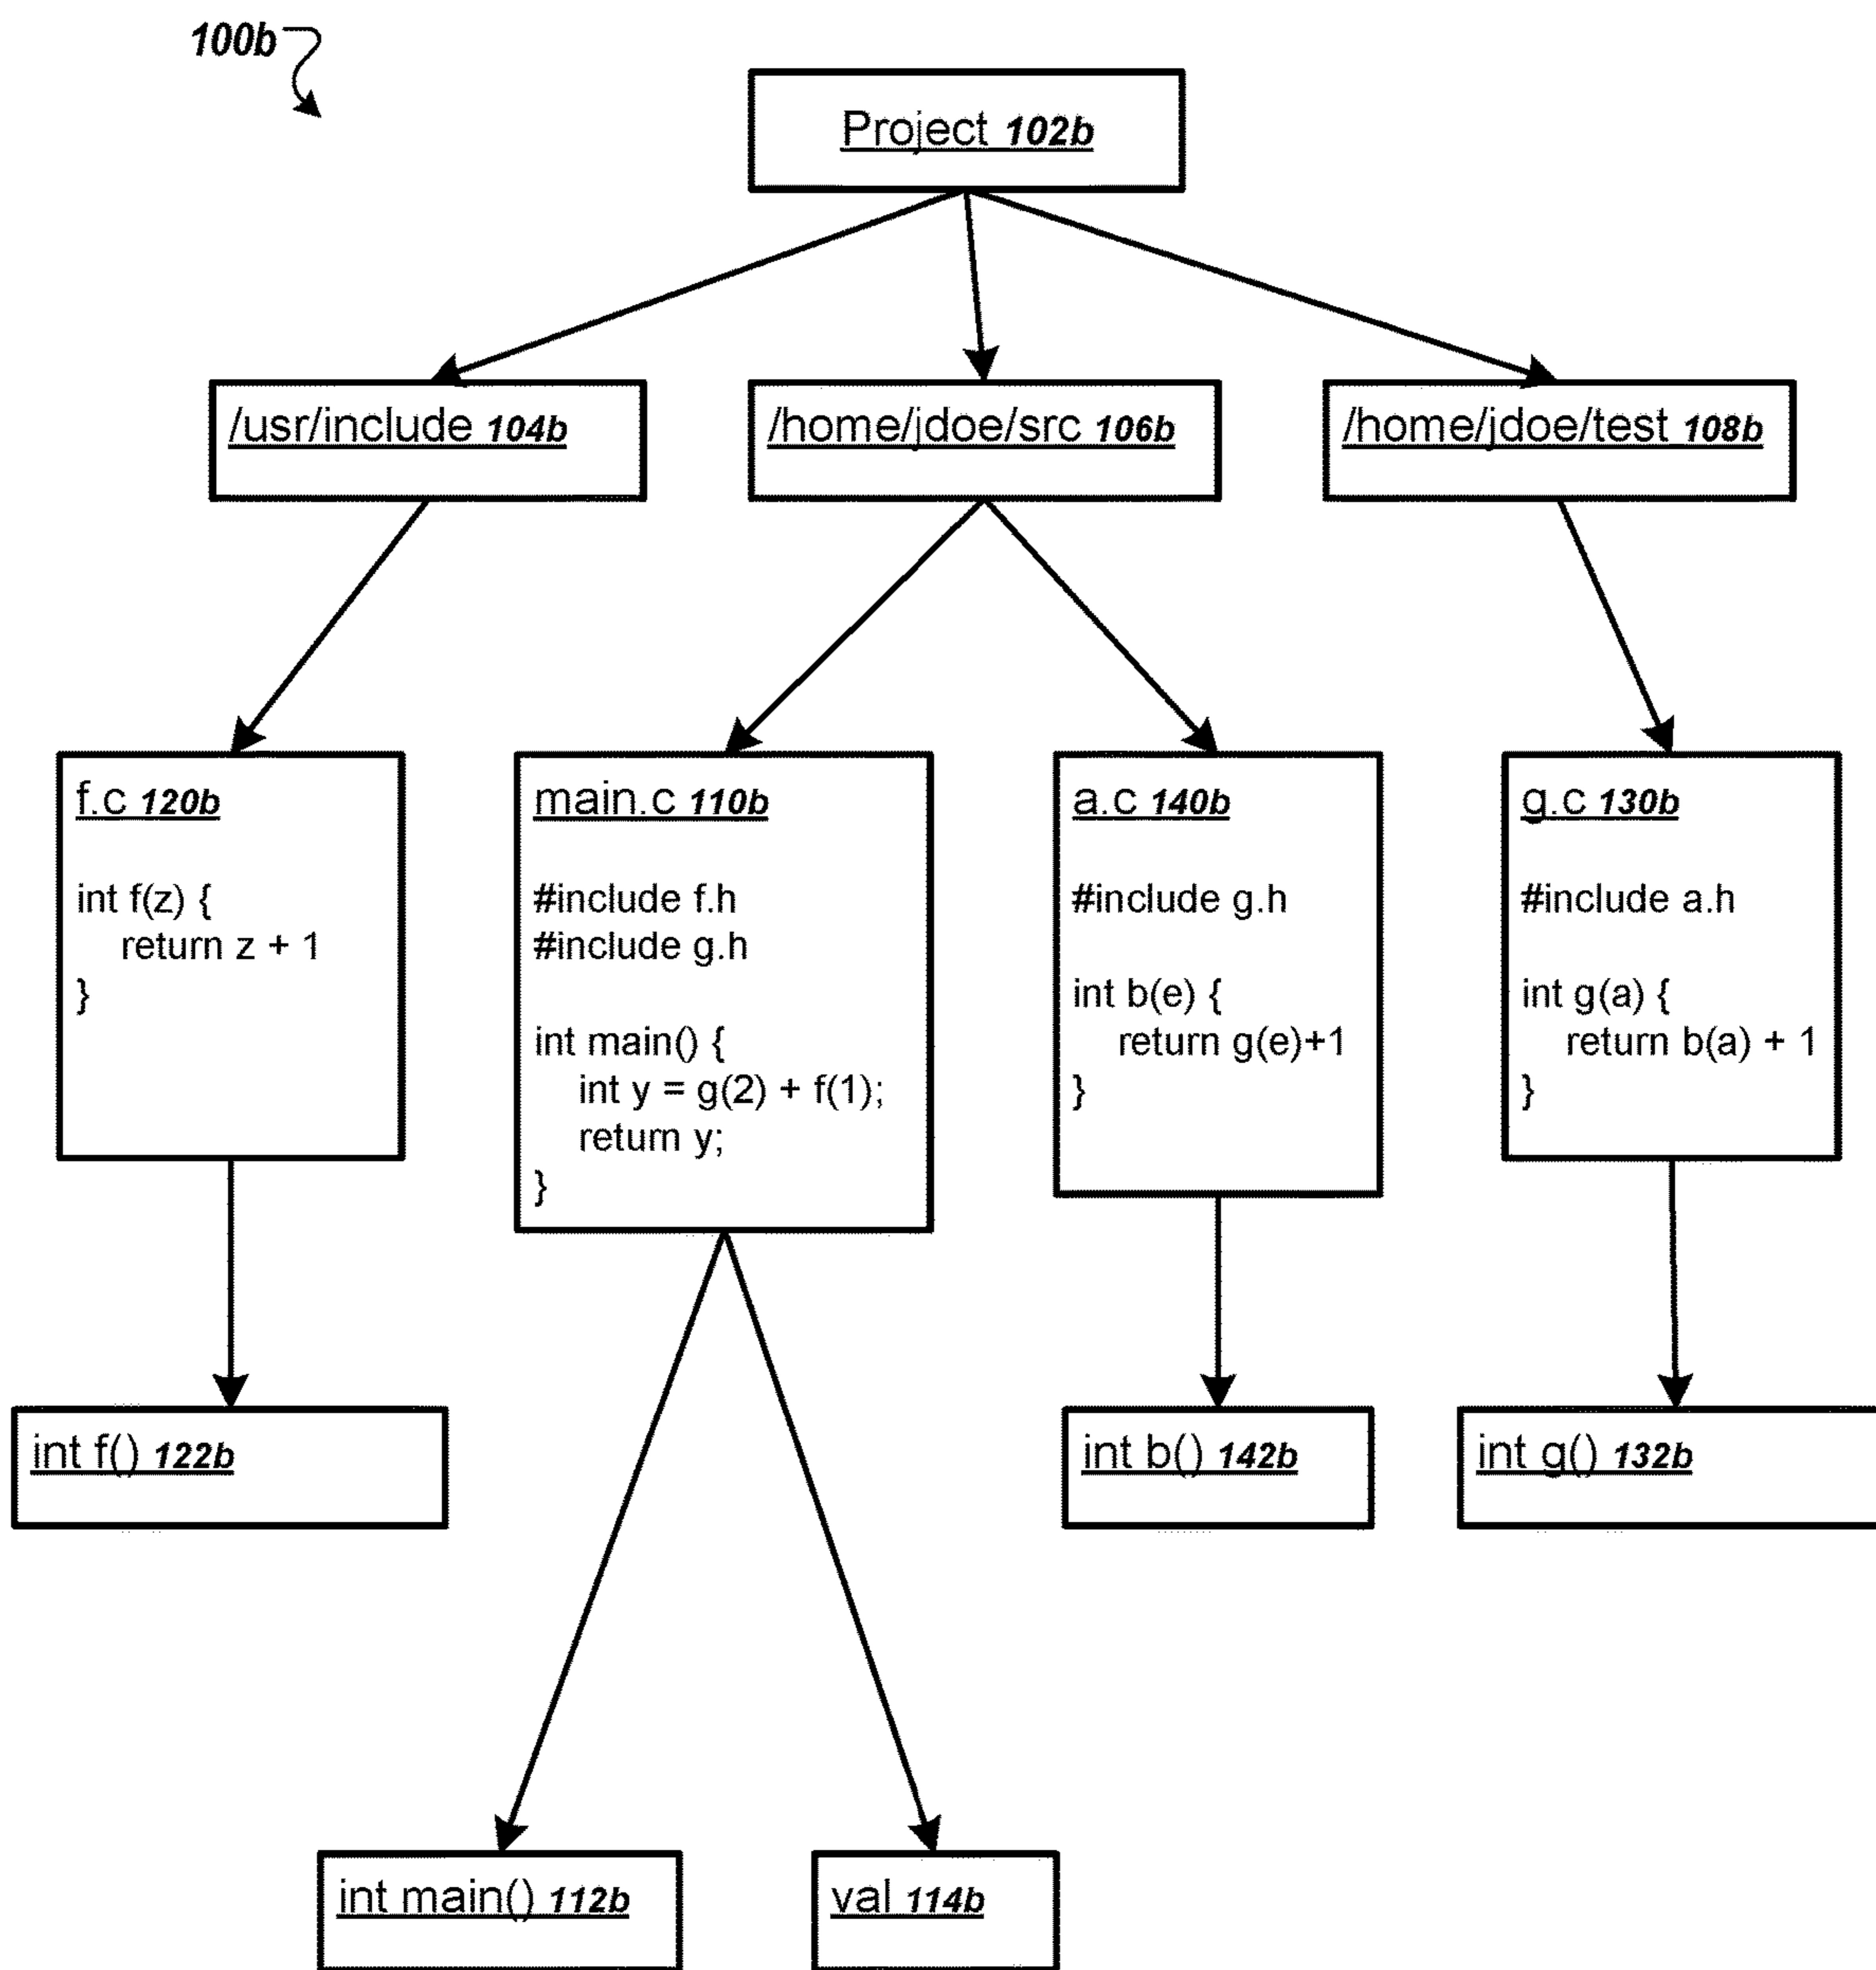 100b
Project 102b
/usr/include 104b
/home/jdoe/src 106b
/home/jdoe/test 108b
f.c 120b
int f(z) {
return z + 1
}
main.c 110b
#include f.h
#include g.h
int main() {
int y = g(2) + f(1);
return y;
}
a.c 140b
#include g.h
int b(e) {
return g(e)+1
}
g.c 130b
#include a.h
int g(a) {
return b(a) + 1
}
int f() 122b
int b() 142b
int g() 132b
int main() 112b
val 114b